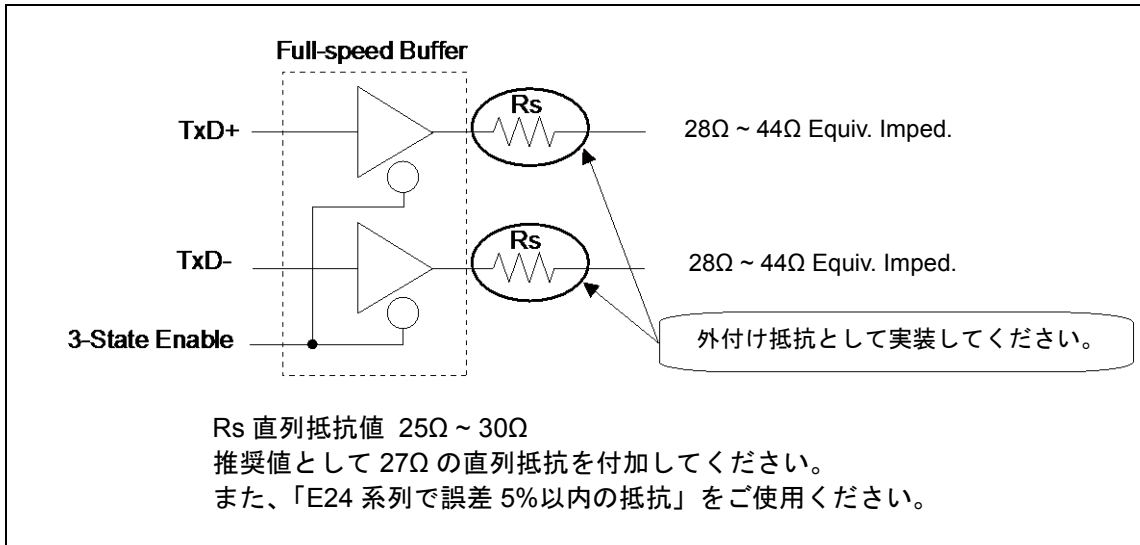 Full-speed Buffer
Rs
TxD+
28Ω ~ 44Ω Equiv. Imped.
Rs
TxD-
28Ω ~ 44Ω Equiv. Imped.
3-State Enable
外付け抵抗として実装してください。
Rs 直列抵抗値 25Ω ~ 30Ω
推奨値として 27Ω の直列抵抗を付加してください。
また、「E24 系列で誤差 5%以内の抵抗」をご使用ください。